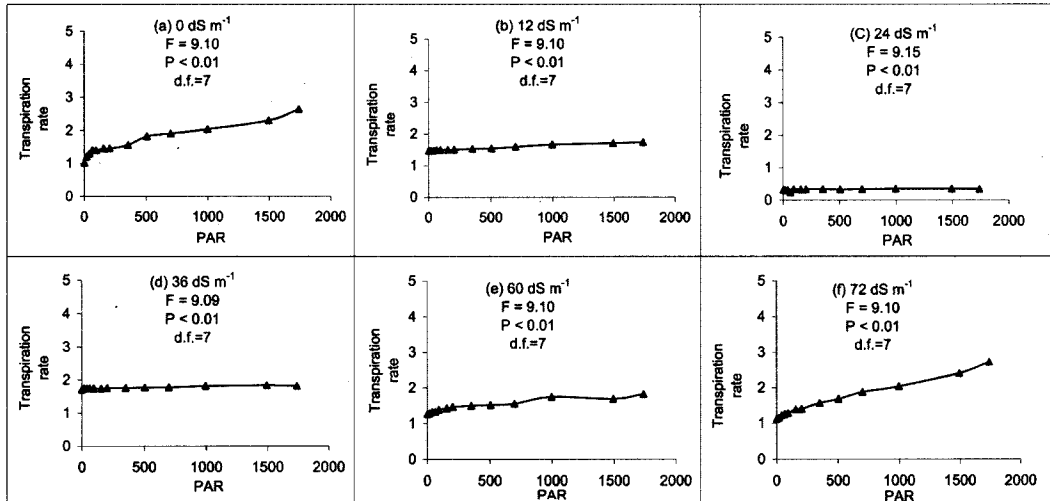 (a) 0 dS m⁻¹
F = 9.10
P < 0.01
d.f.=7
Transpiration
rate
5
4
3
2
1
0
0 500 1000 1500 2000
PAR
(b) 12 dS m⁻¹
F = 9.10
P < 0.01
d.f.=7
Transpiration
rate
5
4
3
2
1
0
0 500 1000 1500 2000
PAR
(C) 24 dS m⁻¹
F = 9.15
P < 0.01
d.f.=7
Transpiration
rate
5
4
3
2
1
0
0 500 1000 1500 2000
PAR
(d) 36 dS m⁻¹
F = 9.09
P < 0.01
d.f.=7
Transpiration
rate
5
4
3
2
1
0
0 500 1000 1500 2000
PAR
(e) 60 dS m⁻¹
F = 9.10
P < 0.01
d.f.=7
Transpiration
rate
5
4
3
2
1
0
0 500 1000 1500 2000
PAR
(f) 72 dS m⁻¹
F = 9.10
P < 0.01
d.f.=7
Transpiration
rate
5
4
3
2
1
0
0 500 1000 1500 2000
PAR